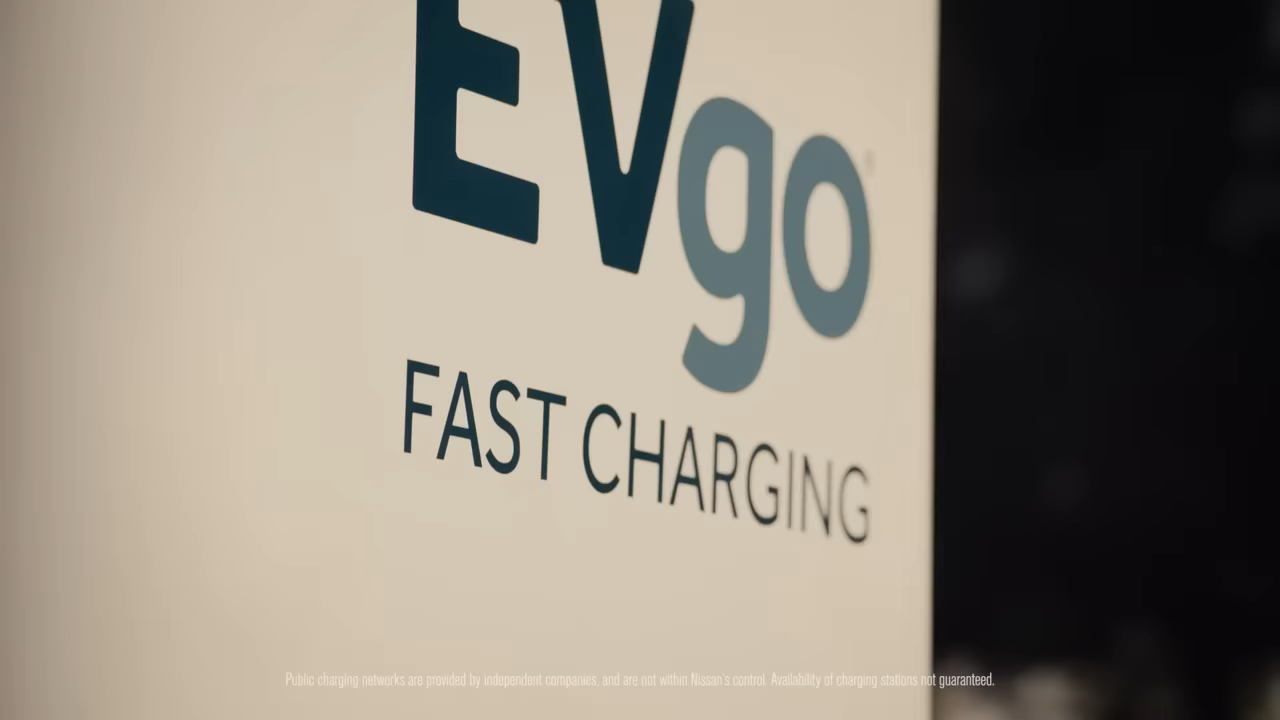 EVgo
FAST CHARGING
Public charging networks are provided by independent companies, and are not within Nissan's control. Availability of charging stations not guaranteed.